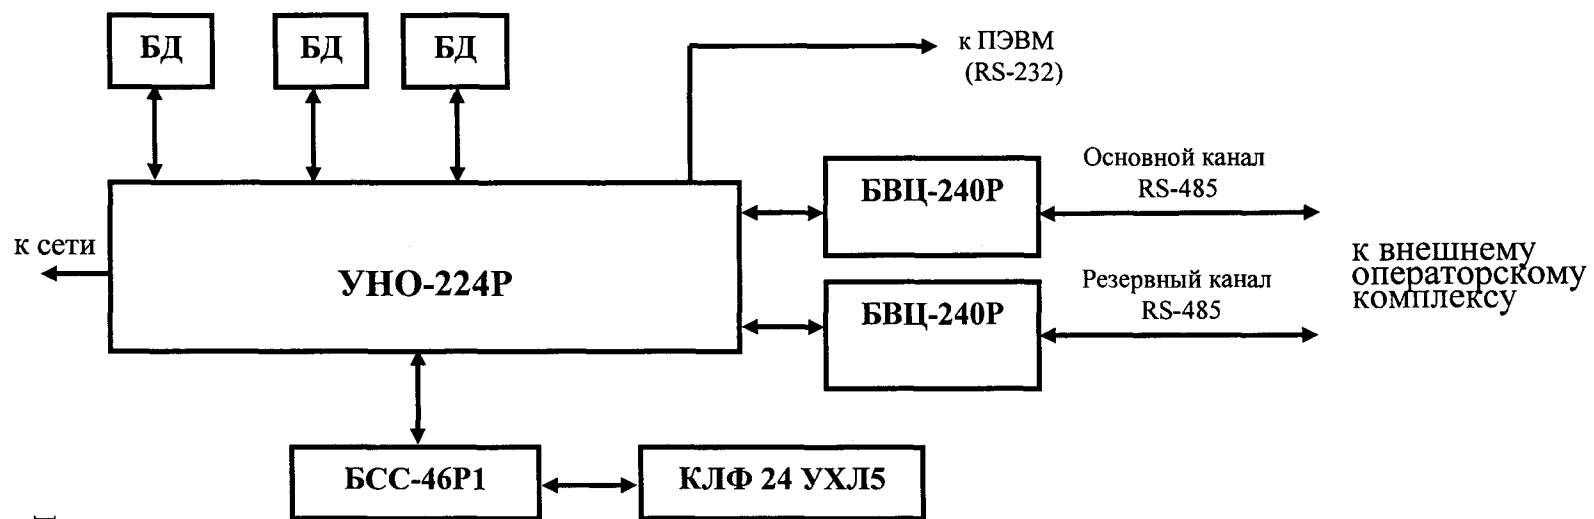 БД
БД
БД
к ПЭВМ
(RS-232)
Основной канал
RS-485
БВЦ-240Р
к сети
УНО-224Р
к внешнему
операторскому
комплексу
Резервный канал
RS-485
БВЦ-240Р
БСС-46Р1
КЛФ 24 УХЛ5